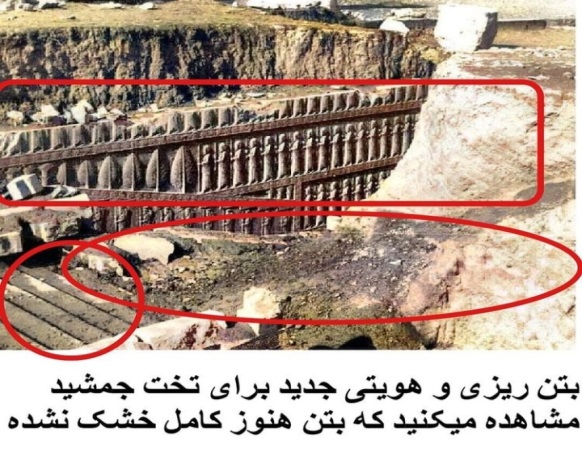 بتن ریزی و هویتی جدید برای تخت جمشید
مشاهده میکنید که بتن هنوز کامل خشک نشده